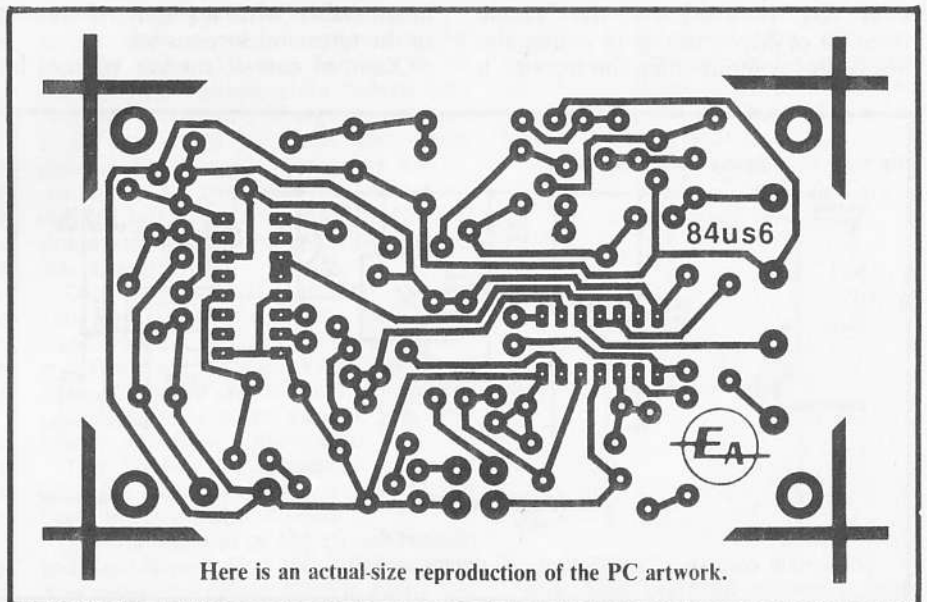 84us6
EA
Here is an actual-size reproduction of the PC artwork.